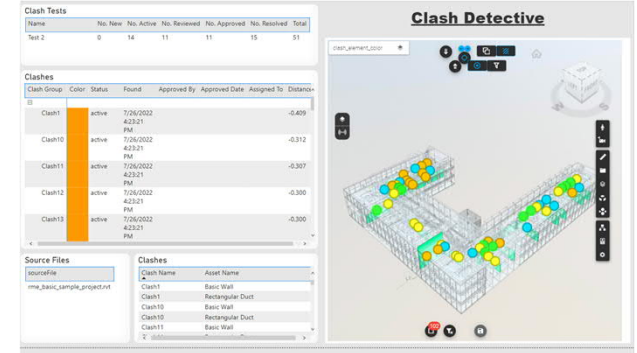 Clash Tests
Name No. New No. Active No. Reviewed No. Approved No. Resolved Total
Test 2 0 14 11 11 15 51
Clashes
Clash Group Color Status Found Approved By Approved Date Assigned To Distanc
Clash1 active 7/26/2022 -0.409
4:23:21
PM
Clash10 active 7/26/2022 -0.312
4:23:21
PM
Clash11 active 7/26/2022 -0.307
4:23:21
PM
Clash12 active 7/26/2022 -0.300
4:23:21
PM
Clash13 active 7/26/2022 -0.300
4:23:21
PM
Source Files
sourceFile
rme_basic_sample_project.rvt
Clashes
Clash Name Asset Name
Clash1 Basic Wall
Clash1 Rectangular Duct
Clash10 Basic Wall
Clash10 Rectangular Duct
Clash11 Basic Wall
Clash Detective
clash_element_color